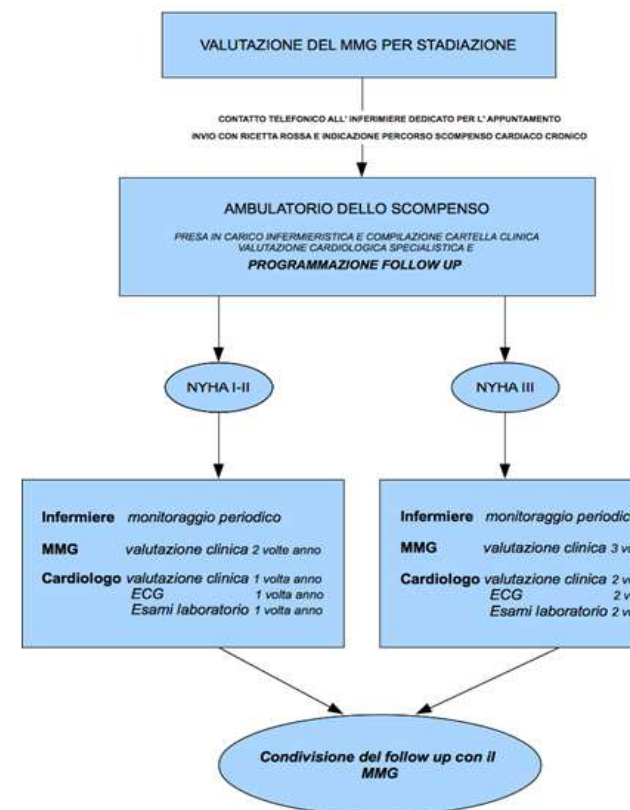 VALUTAZIONE DEL MMG PER STADIAZIONE
CONTATTO TELEFONICO ALL' INFERIMIERE DEDICATO PER L' APPUNTAMENTO
INVIO CON RICETTA ROSSA E INDICAZIONE PERCORSO SCOMPENSO CARDIACO CRONICO
AMBULATORIO DELLO SCOMPENSO
PRESA IN CARICO INFERMIERISTICA E COMPILAZIONE CARTELLA CLINICA
VALUTAZIONE CARDIOLOGICA SPECIALISTICA E
PROGRAMMAZIONE FOLLOW UP
NYHA I-II
NYHA III
Infermiere monitoraggio periodico
MMG valutazione clinica 2 volte anno
Cardiologo valutazione clinica 1 volta anno
ECG 1 volta anno
Esami laboratorio 1 volta anno
Infermiere monitoraggio periodic
MMG valutazione clinica 3 vo
Cardiologo valutazione clinica 2 vo
ECG 2 v
Esami laboratorio 2 vo
Condivisione del follow up con il
MMG